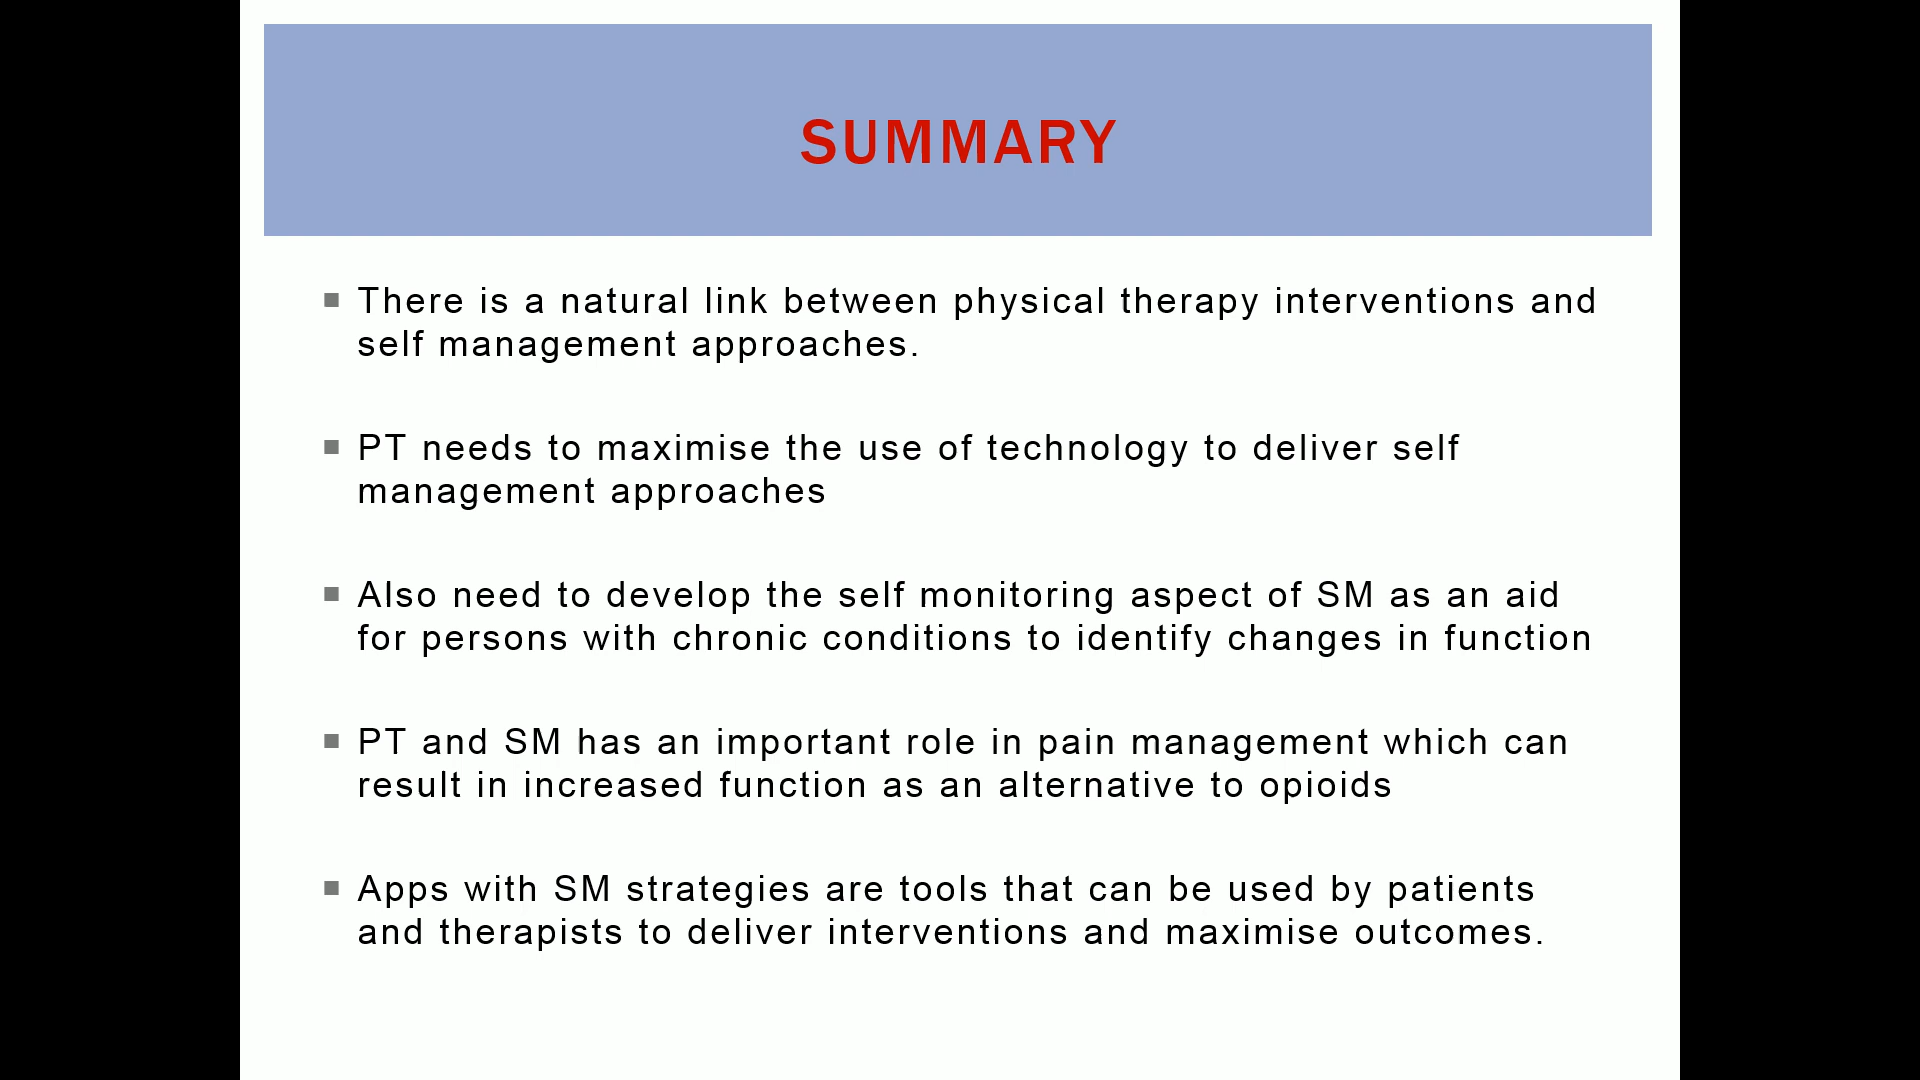 SUMMARY
▪ There is a natural link between physical therapy interventions and
self management approaches.
▪ PT needs to maximise the use of technology to deliver self
management approaches
▪ Also need to develop the self monitoring aspect of SM as an aid
for persons with chronic conditions to identify changes in function
▪ PT and SM has an important role in pain management which can
result in increased function as an alternative to opioids
▪ Apps with SM strategies are tools that can be used by patients
and therapists to deliver interventions and maximise outcomes.